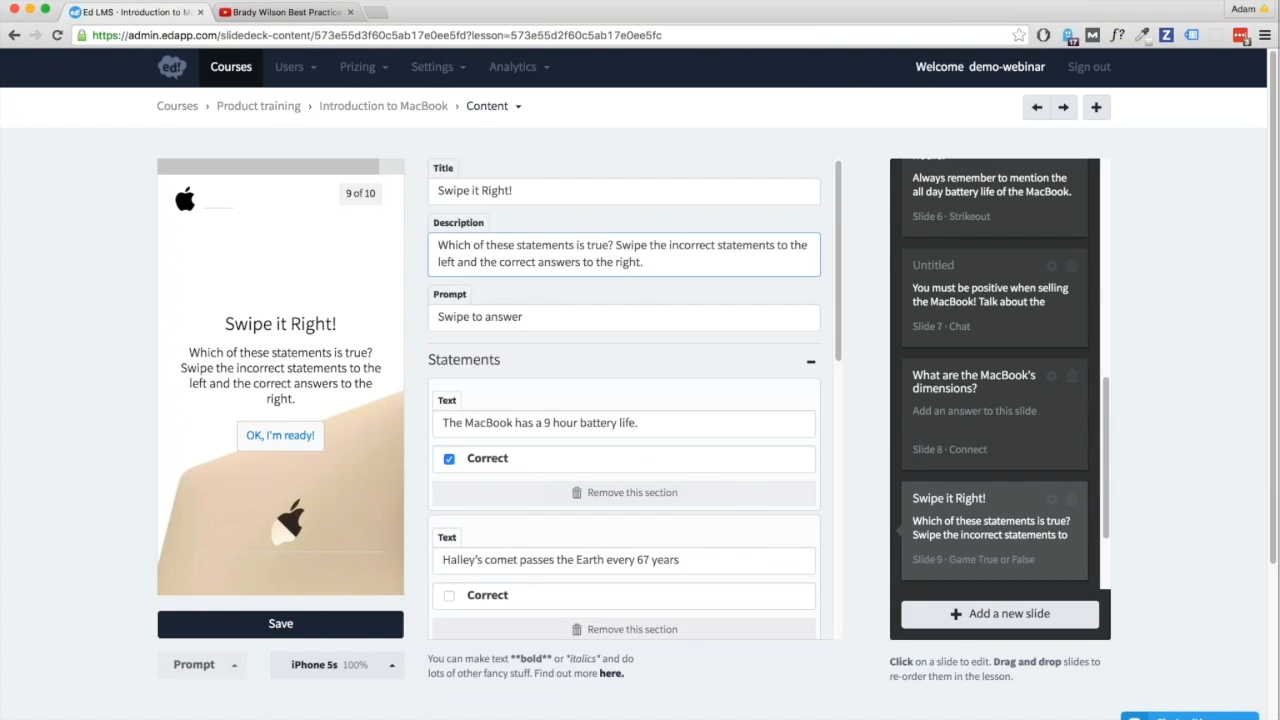 Ed LMS - Introduction to M
Brady Wilson Best Practice
Adam
https://admin.edapp.com/slidedeck-content/573e55d3f60c5ab17e0ee5fd?lesson=573e55d2f60c5ab17e0ee5fc
ed!
Courses
Users
Prizing
Settings
Analytics
Welcome demo-webinar
Sign out
Courses › Product training › Introduction to MacBook › Content
9 of 10
Swipe it Right!
Which of these statements is true?
Swipe the incorrect statements to the
left and the correct answers to the
right.
OK, I'm ready!
Save
Prompt
iPhone 5s 100%
Title
Swipe it Right!
Description
Which of these statements is true? Swipe the incorrect statements to the
left and the correct answers to the right.
Prompt
Swipe to answer
Statements
Text
The MacBook has a 9 hour battery life.
Correct
Remove this section
Text
Halley's comet passes the Earth every 67 years
Correct
Remove this section
You can make text **bold** or *italics* and do
lots of other fancy stuff. Find out more here.
Always remember to mention the
all day battery life of the MacBook.
Slide 6 · Strikeout
Untitled
You must be positive when selling
the MacBook! Talk about the
Slide 7 · Chat
What are the MacBook's
dimensions?
Add an answer to this slide
Slide 8 · Connect
Swipe it Right!
Which of these statements is true?
Swipe the incorrect statements to
Slide 9 · Game True or False
Add a new slide
Click on a slide to edit. Drag and drop slides to
re-order them in the lesson.